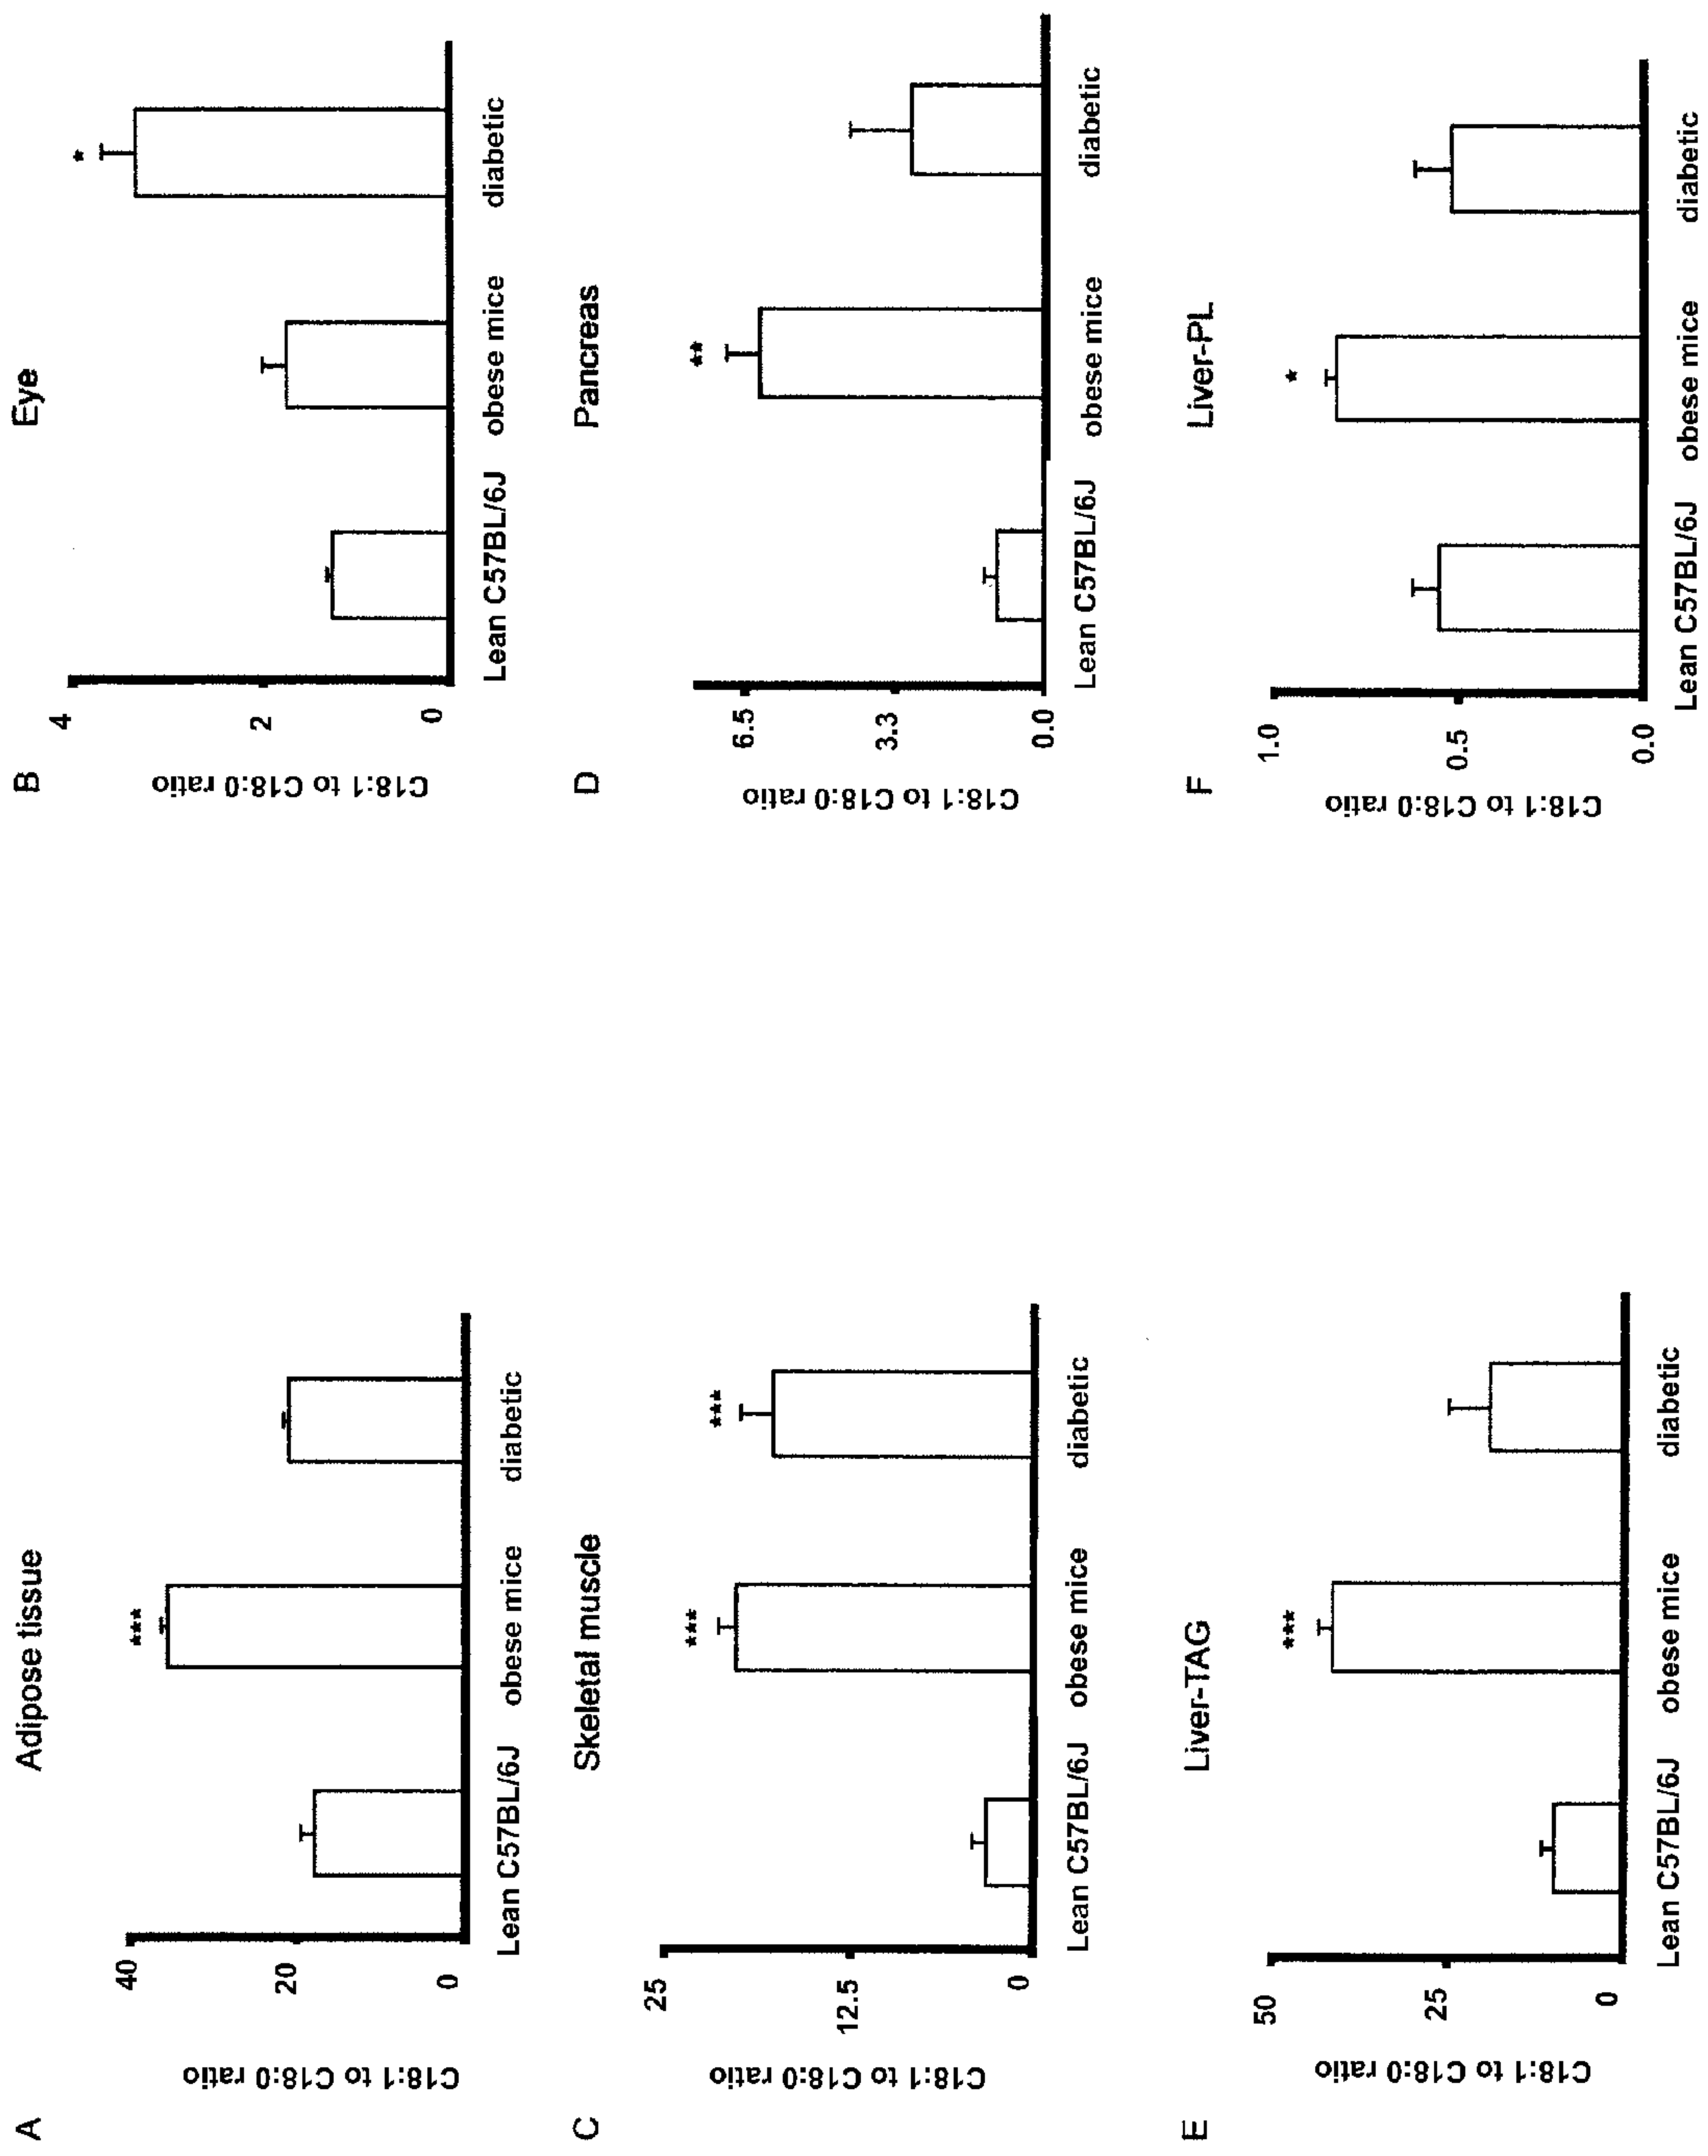 A
Adipose tissue
C18:1 to C18:0 ratio
40
20
0
***
Lean C57BL/6J
obese mice
diabetic
B
Eye
C18:1 to C18:0 ratio
4
2
0
*
Lean C57BL/6J
obese mice
diabetic
C
Skeletal muscle
C18:1 to C18:0 ratio
25
12.5
0
***
***
Lean C57BL/6J
obese mice
diabetic
D
Pancreas
C18:1 to C18:0 ratio
6.5
3.3
0.0
**
Lean C57BL/6J
obese mice
diabetic
E
Liver-TAG
C18:1 to C18:0 ratio
50
25
0
***
Lean C57BL/6J
obese mice
diabetic
F
Liver-PL
C18:1 to C18:0 ratio
1.0
0.5
0.0
*
Lean C57BL/6J
obese mice
diabetic